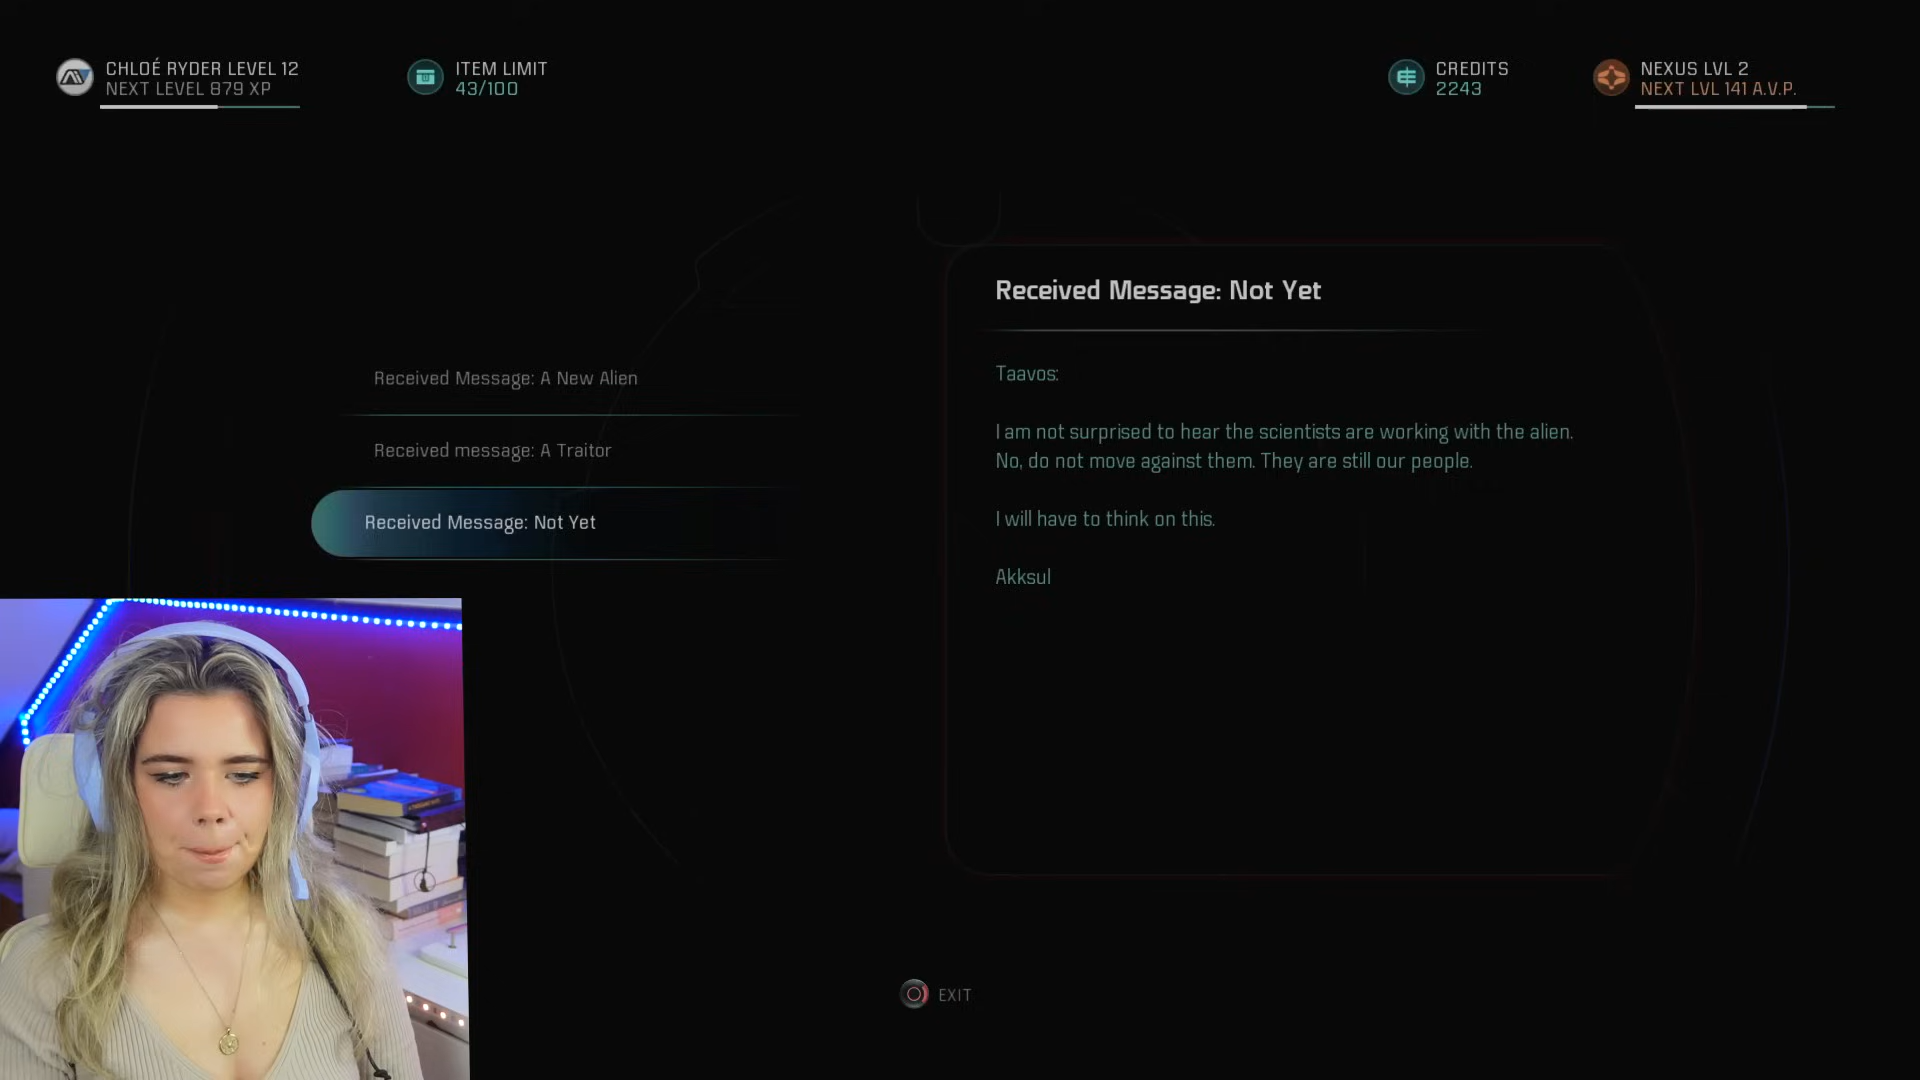 CHLOÉ RYDER LEVEL 12
NEXT LEVEL 879 XP
ITEM LIMIT
43/100
CREDITS
2243
NEXUS LVL 2
NEXT LVL 141 A.V.P.
Received Message: A New Alien
Received message: A Traitor
Received Message: Not Yet
Received Message: Not Yet
Taavos:
I am not surprised to hear the scientists are working with the alien.
No, do not move against them. They are still our people.
I will have to think on this.
Akksul
EXIT